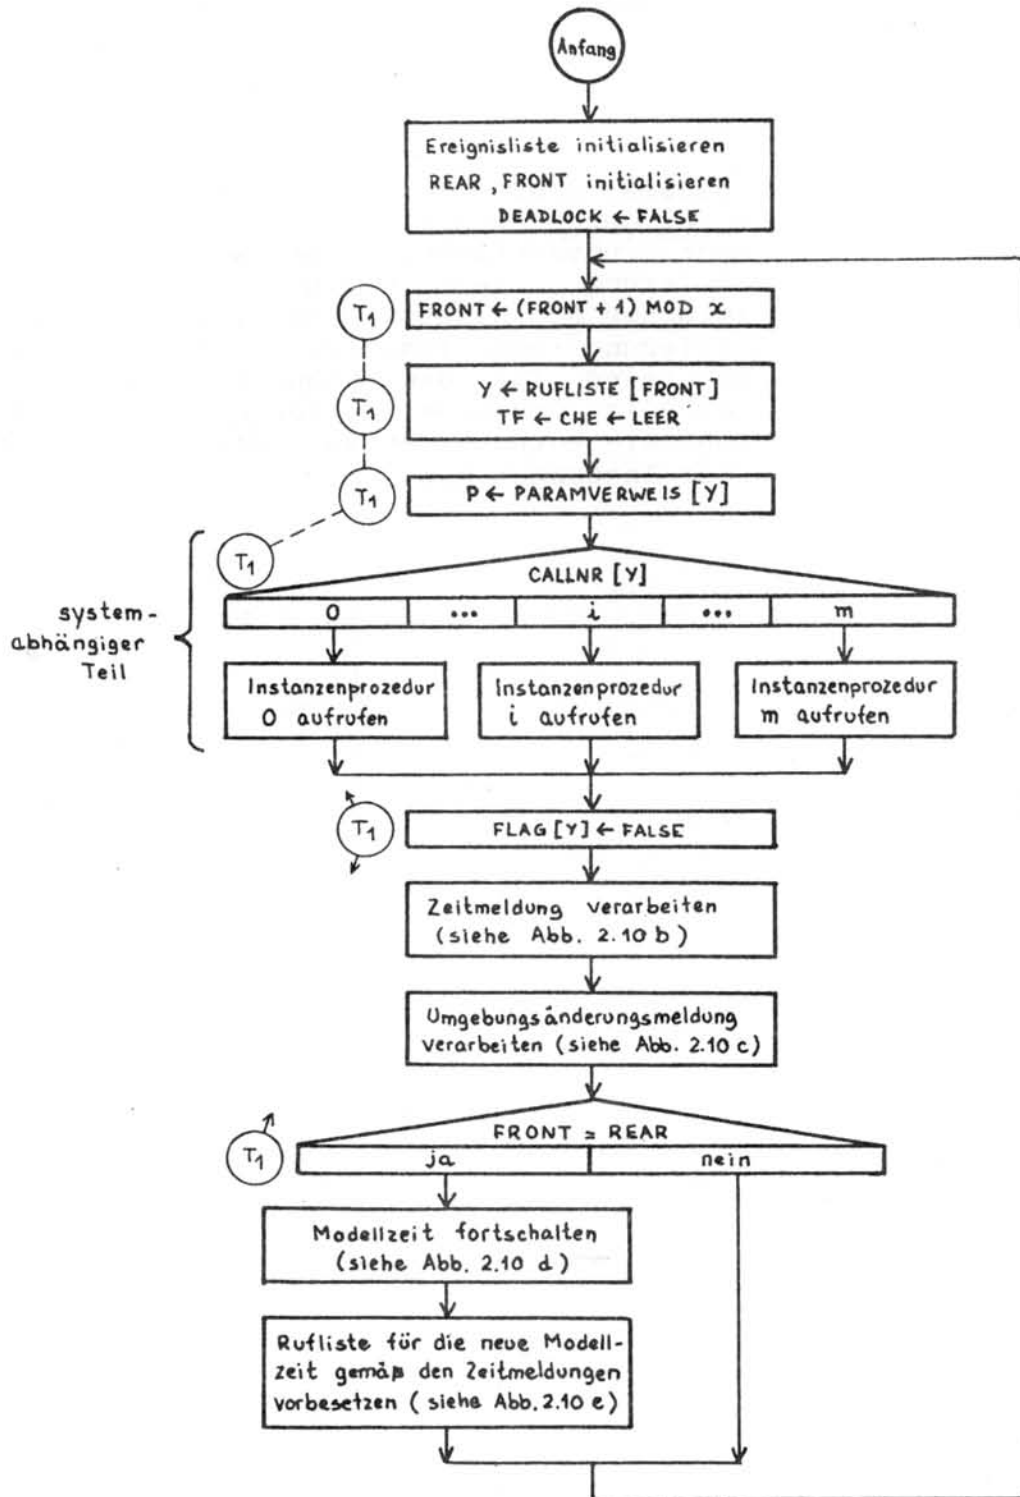 Anfang
Ereignisliste initialisieren
REAR, FRONT initialisieren
DEADLOCK ← FALSE
T1
FRONT ← (FRONT + 1) MOD x
T1
Y ← RUFLISTE [FRONT]
TF ← CHE ← LEER
T1
P ← PARAMVERWEIS [Y]
T1
CALLNR [Y]
system-
abhängiger
Teil
0 ... i ... m
Instanzenprozedur
0 aufrufen
Instanzenprozedur
i aufrufen
Instanzenprozedur
m aufrufen
T1
FLAG [Y] ← FALSE
Zeitmeldung verarbeiten
(siehe Abb. 2.10 b)
Umgebungsänderungsmeldung
verarbeiten (siehe Abb. 2.10 c)
T1
FRONT = REAR
ja nein
Modellzeit fortschalten
(siehe Abb. 2.10 d)
Rufliste für die neue Modell-
zeit gemäß den Zeitmeldungen
vorbesetzen (siehe Abb. 2.10 e)